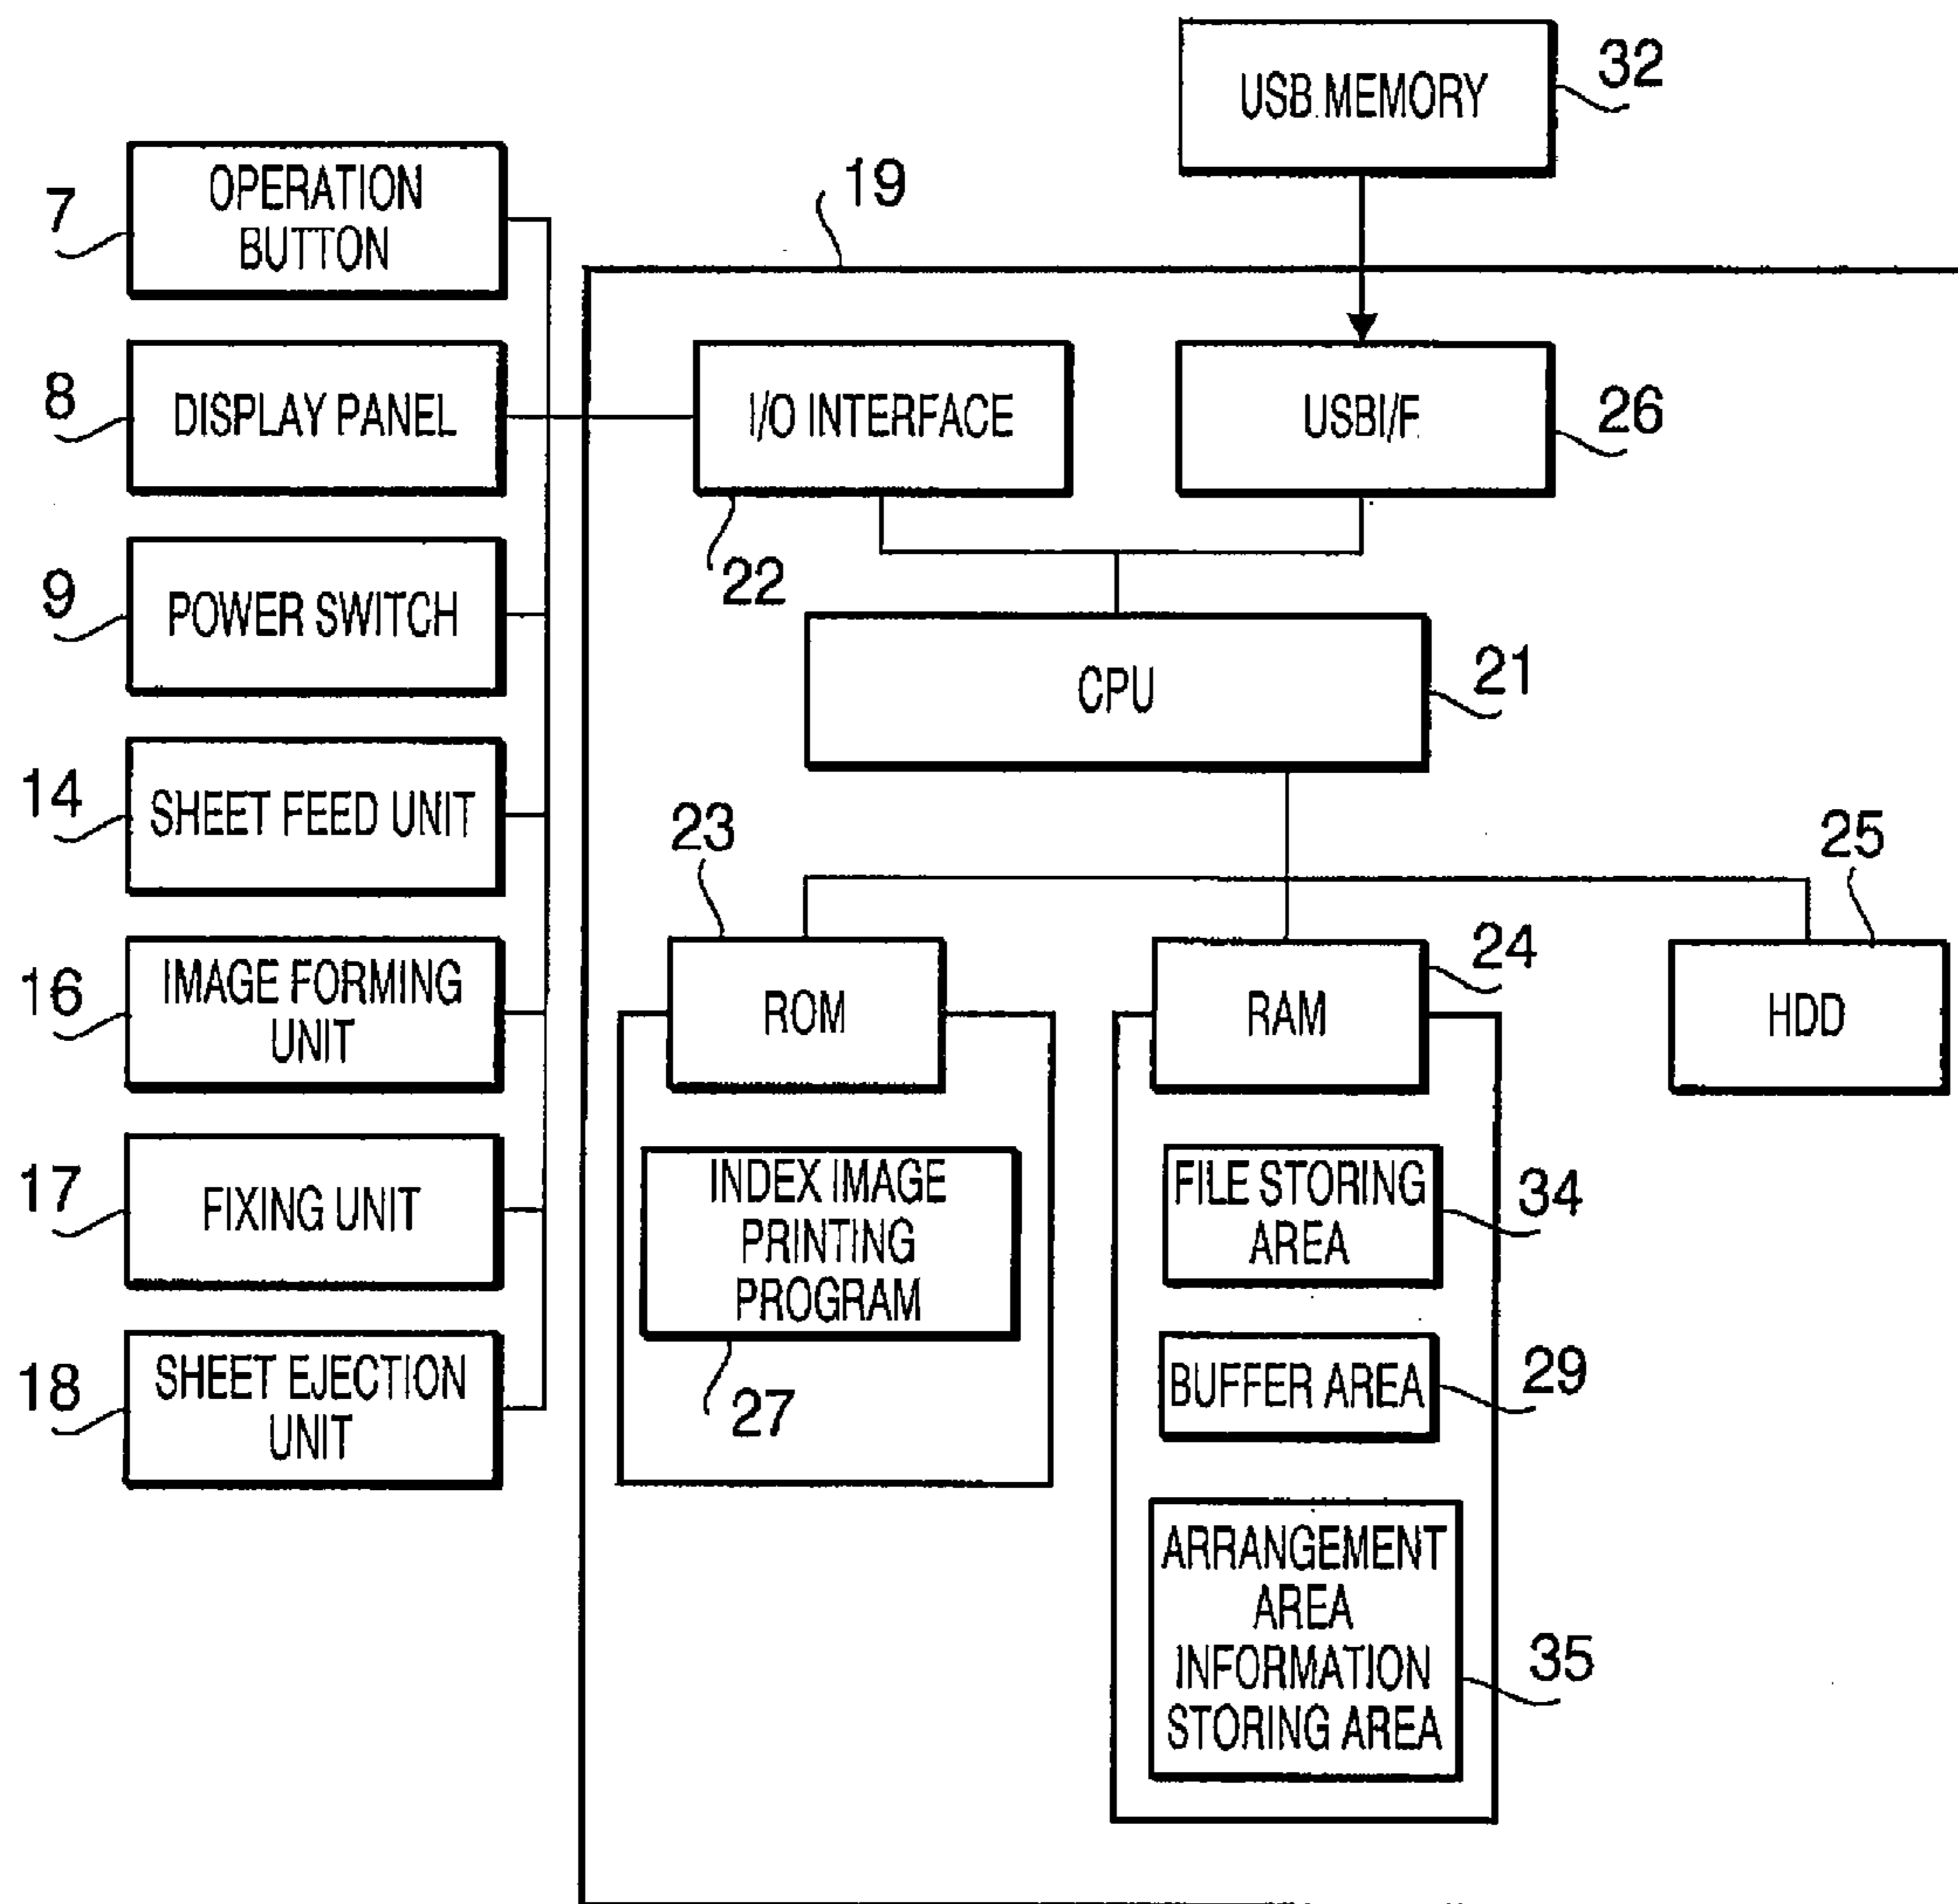 USB MEMORY
32
19
OPERATION
BUTTON
7
DISPLAY PANEL
8
I/O INTERFACE
22
USBI/F
26
POWER SWITCH
9
CPU
21
SHEET FEED UNIT
14
23
25
IMAGE FORMING
UNIT
16
ROM
RAM
24
HDD
FIXING UNIT
17
INDEX IMAGE
PRINTING
PROGRAM
27
FILE STORING
AREA
34
SHEET EJECTION
UNIT
18
BUFFER AREA
29
ARRANGEMENT
AREA
INFORMATION
STORING AREA
35